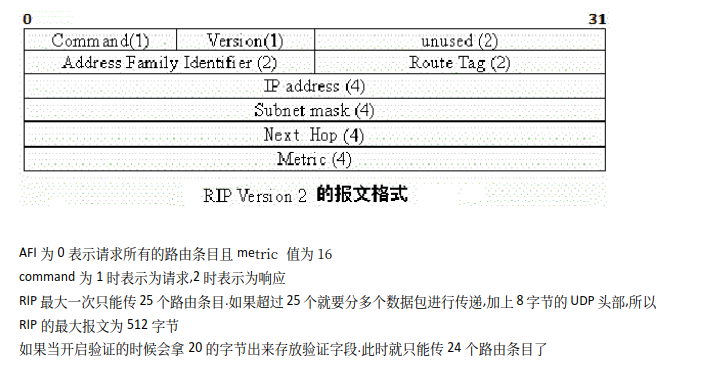 0 31
Command(1) Version(1) unused (2)
Address Family Identifier (2) Route Tag (2)
IP address (4)
Subnet mask (4)
Next Hop (4)
Metric (4)
RIP Version 2 的报文格式
AFI 为 0 表示请求所有的路由条目且 metric 值为 16
command 为 1 时表示为请求,2 时表示为响应
RIP 最大一次只能传 25 个路由条目.如果超过 25 个就要分多个数据包进行传递,加上 8 字节的 UDP 头部,所以
RIP 的最大报文为 512 字节
如果当开启验证的时候会拿 20 的字节出来存放验证字段.此时就只能传 24 个路由条目了